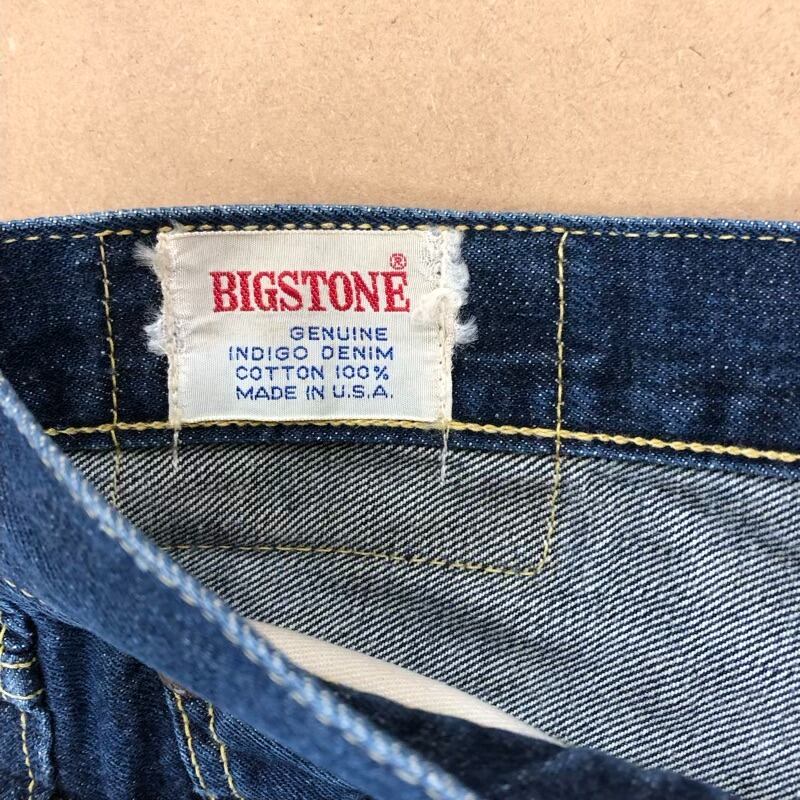 BIGSTONE®
GENUINE
INDIGO DENIM
COTTON 100%
MADE IN U.S.A.